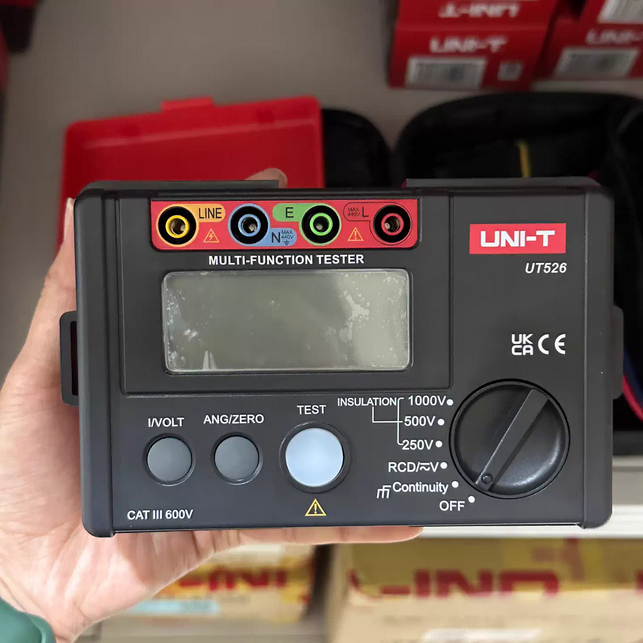 UNI-T
UNI-T
UNI-T
LINE
N
MAX
440V
E
MAX
440V
L
MULTI-FUNCTION TESTER
UNI-T
UT526
UK
CA
CE
INSULATION
1000V
500V
250V
RCD/≂V
Continuity
OFF
I/VOLT
ANG/ZERO
TEST
CAT III 600V